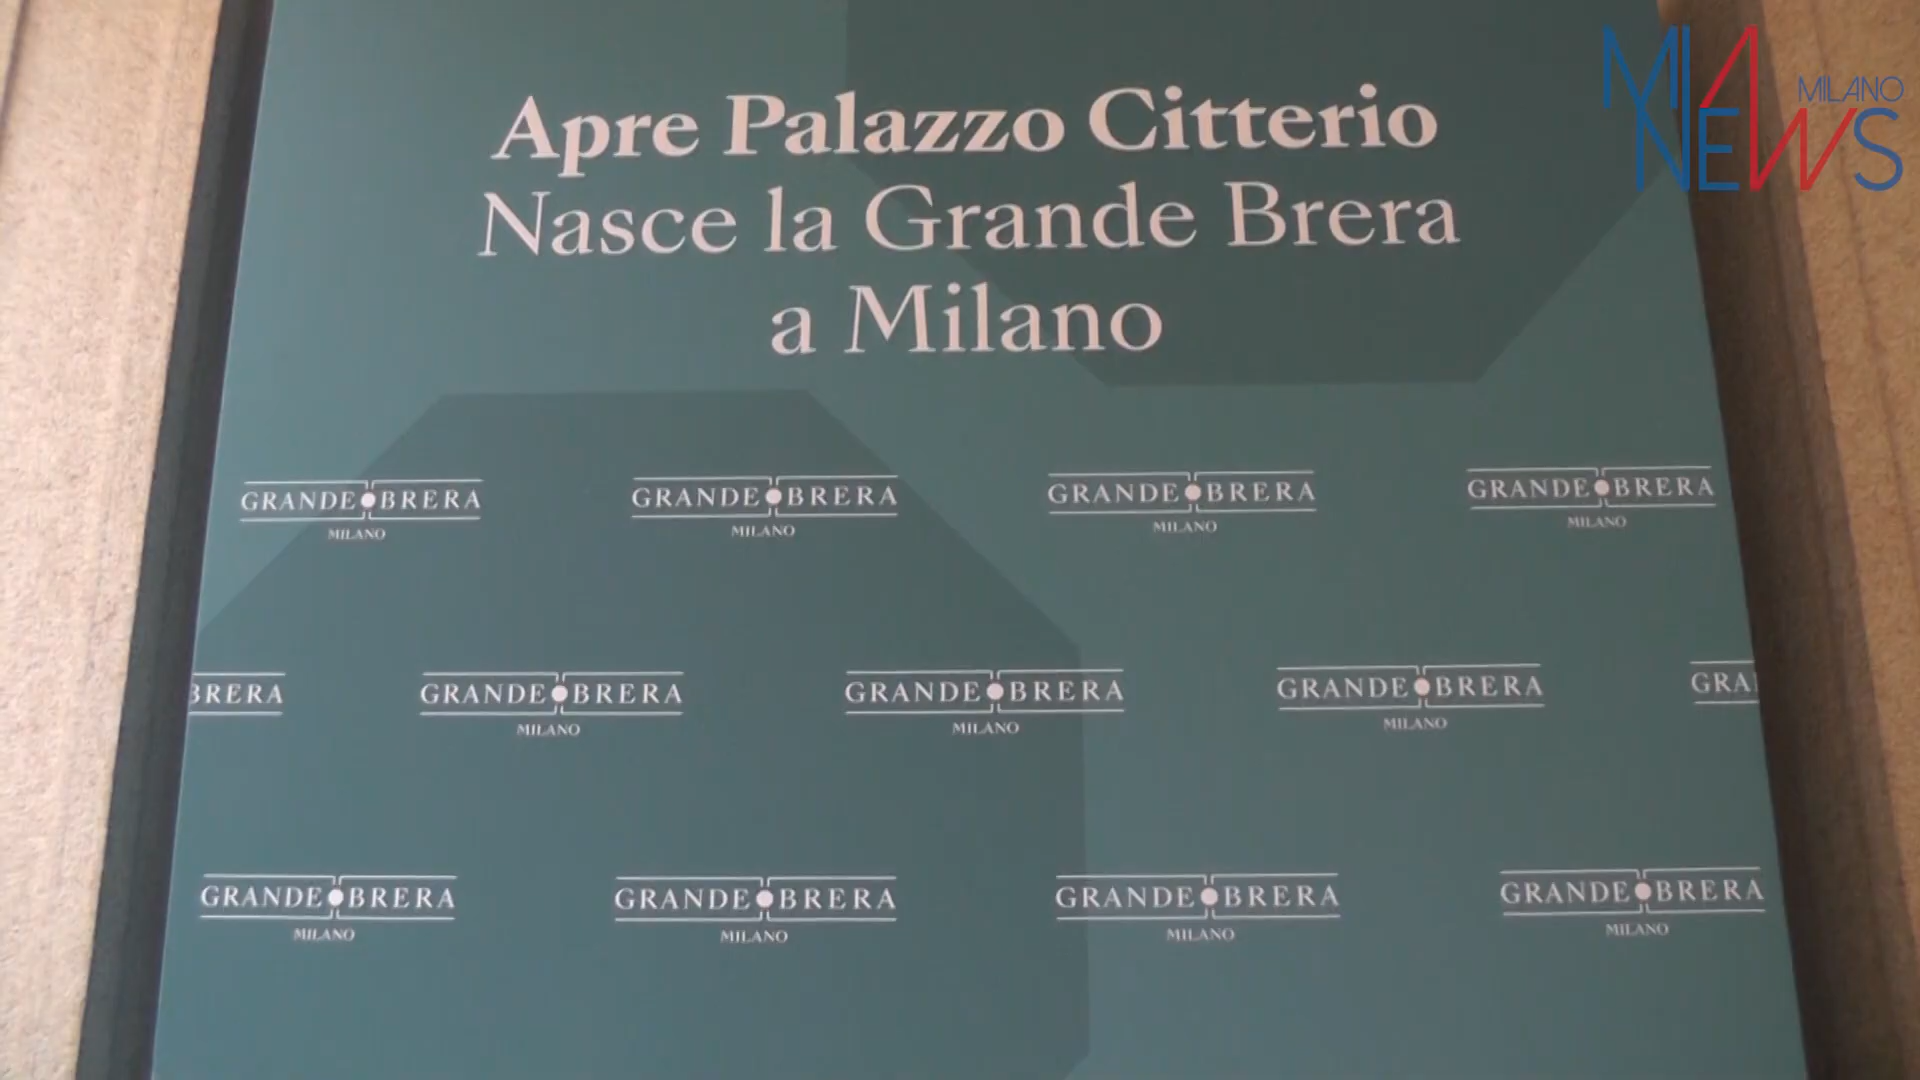 Apre Palazzo Citterio
Nasce la Grande Brera
a Milano
MIA MILANO
NEWS
GRANDE BRERA GRANDE BRERA GRANDE BRERA GRANDE BRERA
MILANO MILANO MILANO MILANO
BRERA GRANDE BRERA GRANDE BRERA GRANDE BRERA GRA
MILANO MILANO MILANO
GRANDE BRERA GRANDE BRERA GRANDE BRERA GRANDE BRERA
MILANO MILANO MILANO MILANO